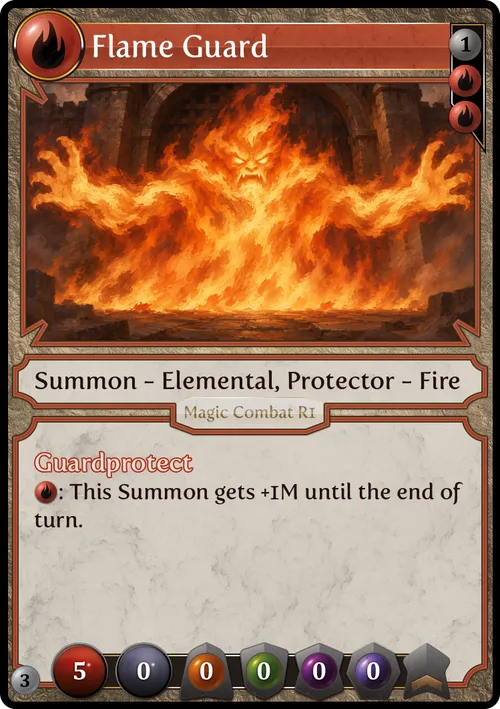 Flame Guard
1
Summon – Elemental, Protector – Fire
Magic Combat R1
Guardprotect
: This Summon gets +1M until the end of
turn.
3
5*
0*
0
0
0
0